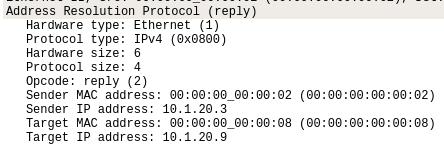 Address Resolution Protocol (reply)
Hardware type: Ethernet (1)
Protocol type: IPv4 (0x0800)
Hardware size: 6
Protocol size: 4
Opcode: reply (2)
Sender MAC address: 00:00:00_00:00:02 (00:00:00:00:00:02)
Sender IP address: 10.1.20.3
Target MAC address: 00:00:00_00:00:08 (00:00:00:00:00:08)
Target IP address: 10.1.20.9